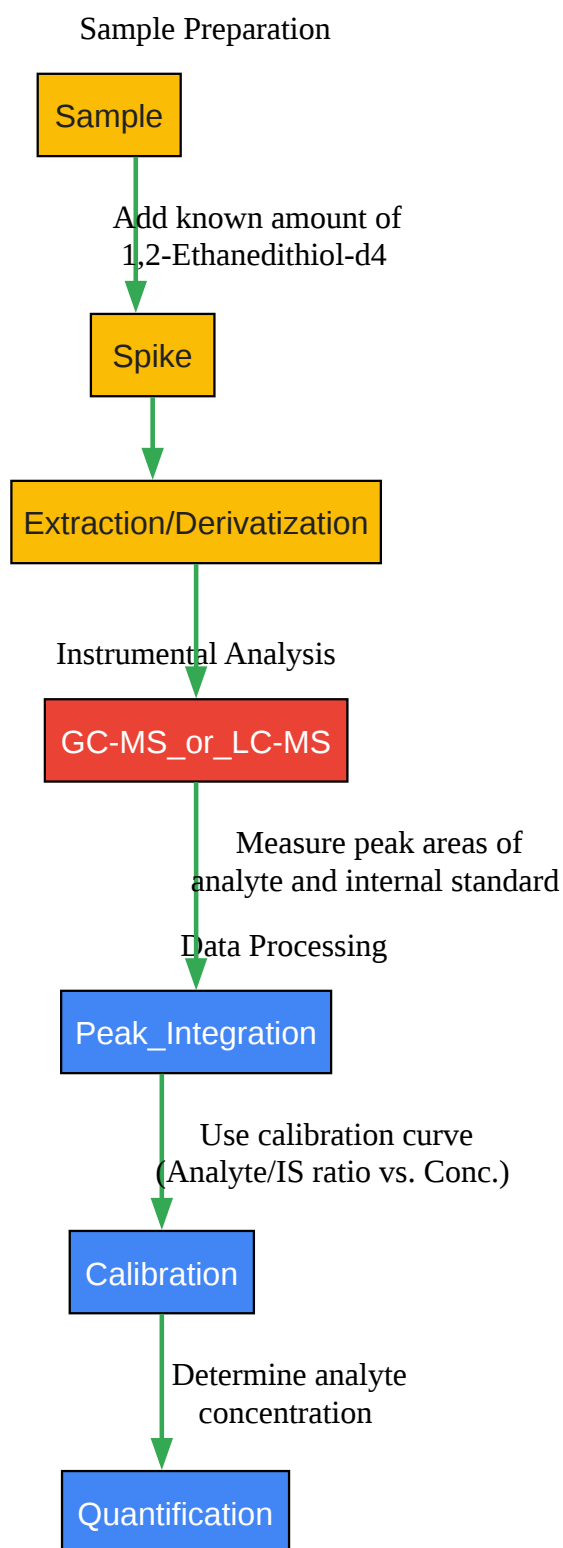 Sample Preparation
Sample
Add known amount of
1,2-Ethanedithiol-d4
Spike
Extraction/Derivatization
Instrumental Analysis
GC-MS_or_LC-MS
Measure peak areas of
analyte and internal standard
Data Processing
Peak_Integration
Use calibration curve
(Analyte/IS ratio vs. Conc.)
Calibration
Determine analyte
concentration
Quantification